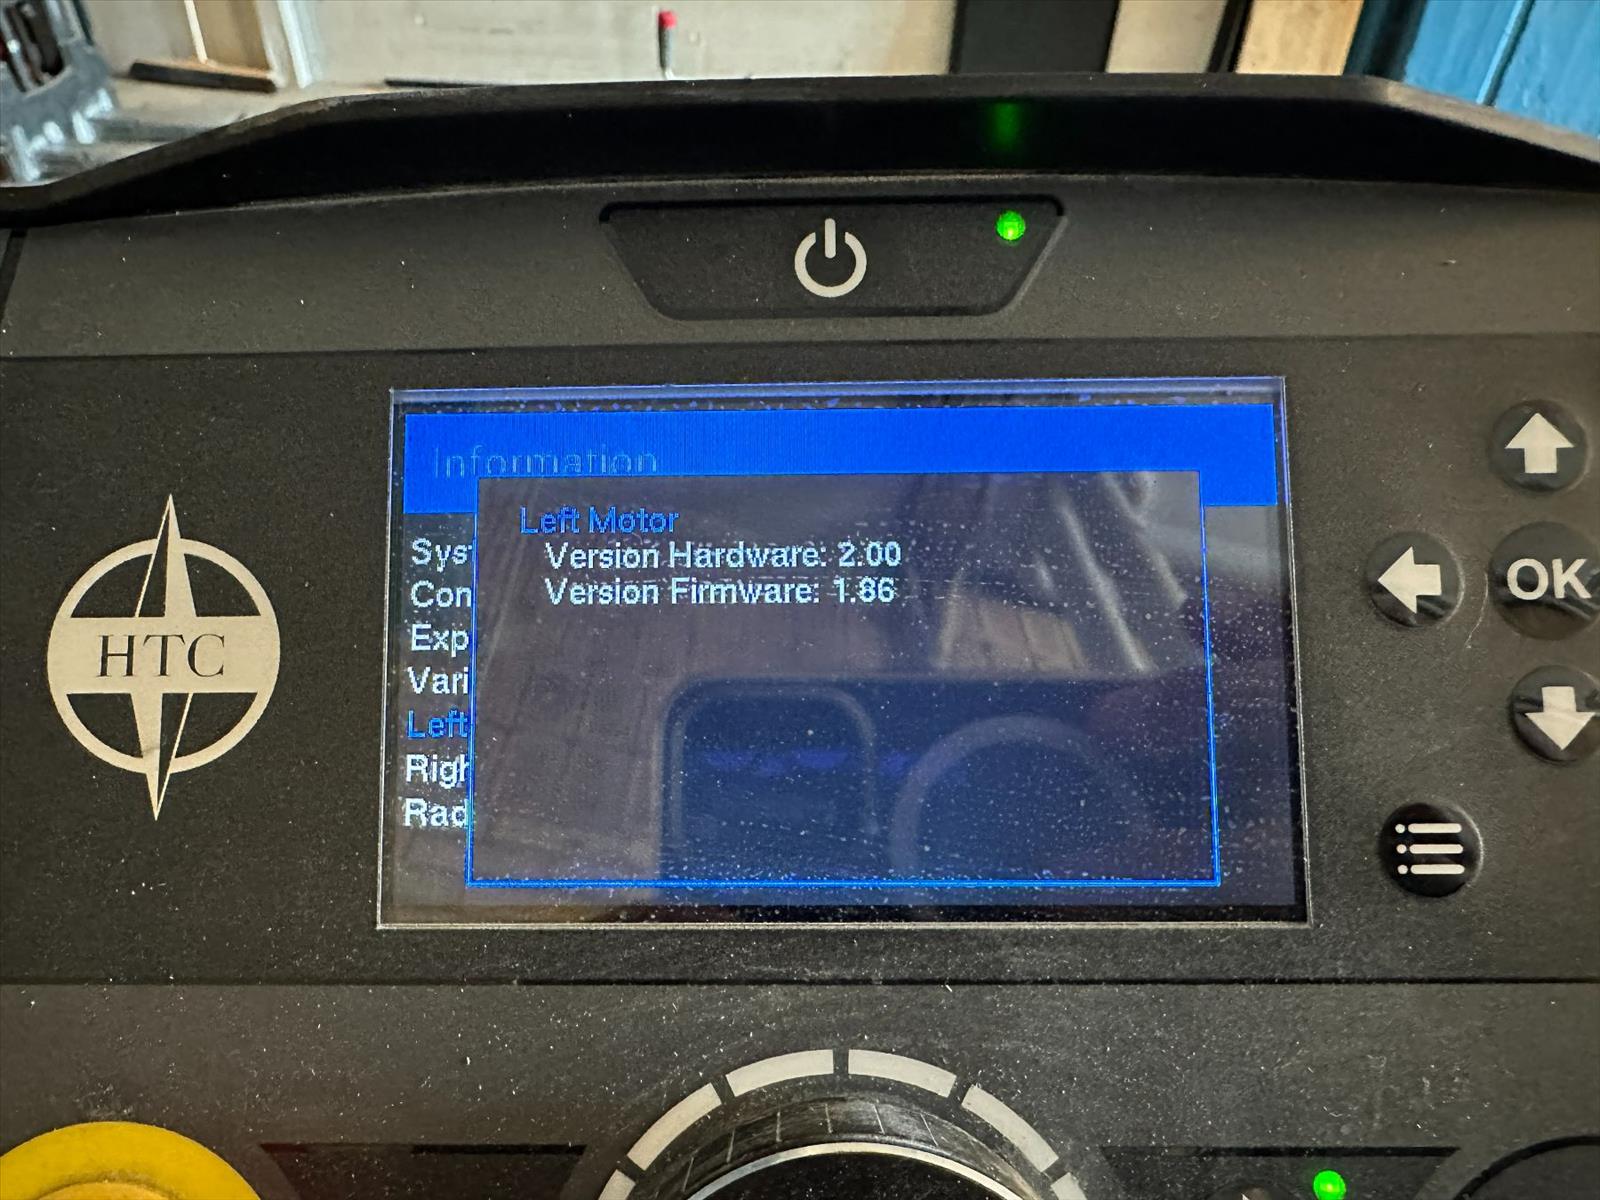 Information
Left Motor
Version Hardware: 2.00
Version Firmware: 1.86
Sys
Con
Exp
Vari
Left
Righ
Rad
HTC
OK